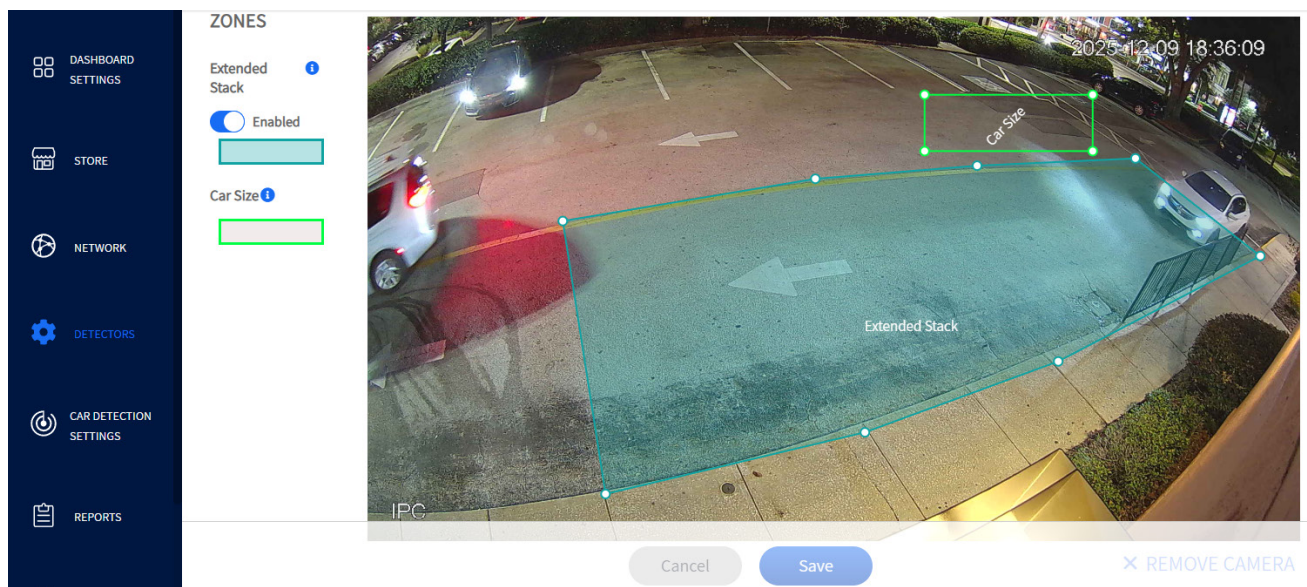 DASHBOARD
SETTINGS
STORE
NETWORK
DETECTORS
CAR DETECTION
SETTINGS
REPORTS
ZONES
Extended
Stack
Enabled
Car Size
2025-12-09 18:36:09
Car Size
Extended Stack
IPC
Cancel
Save
× REMOVE CAMERA